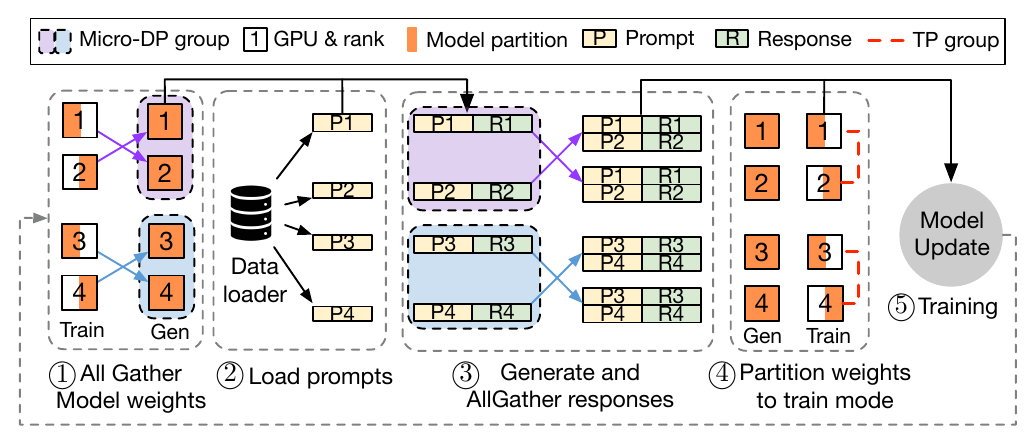 Micro-DP group 1 GPU & rank Model partition P Prompt R Response TP group
1 1
2 2
3 3
4 4
Train Gen
① All Gather
Model weights
P1
P2
P3
P4
Data
loader
② Load prompts
P1 R1
P2 R2
P3 R3
P4 R4
P1 R1
P2 R2
P1 R1
P2 R2
P3 R3
P4 R4
P3 R3
P4 R4
③ Generate and
AllGather responses
1 1
2 2
3 3
4 4
Gen Train
④ Partition weights
to train mode
Model
Update
⑤ Training